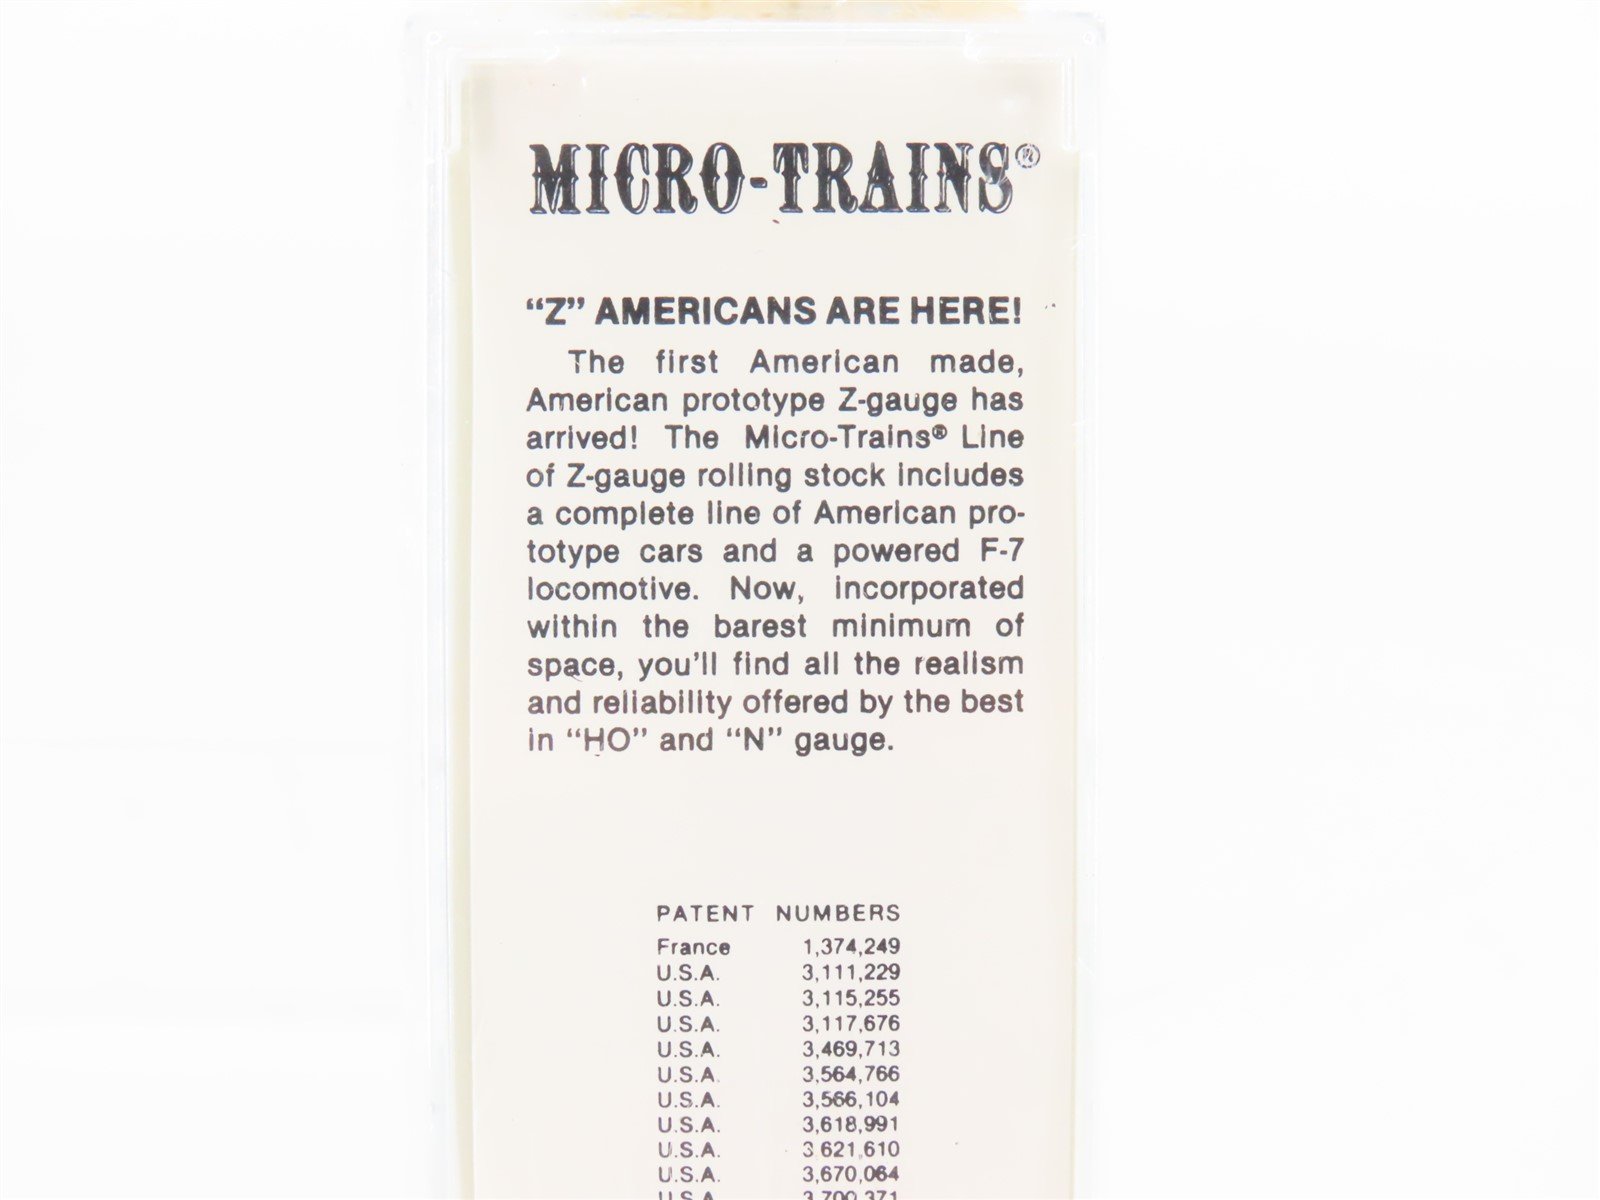 MICRO-TRAINS®
“Z” AMERICANS ARE HERE!
The first American made,
American prototype Z-gauge has
arrived! The Micro-Trains® Line
of Z-gauge rolling stock includes
a complete line of American pro-
totype cars and a powered F-7
locomotive. Now, incorporated
within the barest minimum of
space, you'll find all the realism
and reliability offered by the best
in “HO” and “N” gauge.
PATENT NUMBERS
France 1,374,249
U.S.A. 3,111,229
U.S.A. 3,115,255
U.S.A. 3,117,676
U.S.A. 3,469,713
U.S.A. 3,564,766
U.S.A. 3,566,104
U.S.A. 3,618,991
U.S.A. 3,621,610
U.S.A. 3,670,064
U.S.A. 3,700,371